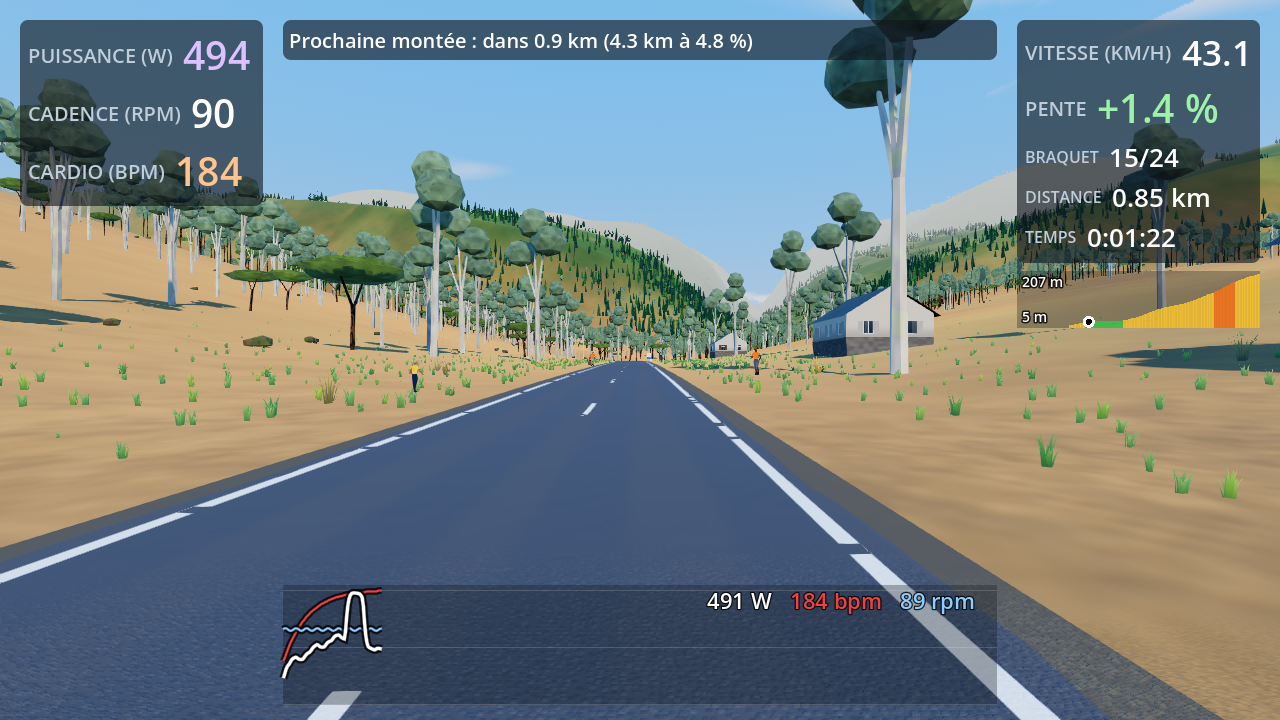 PUISSANCE (W) 494
CADENCE (RPM) 90
CARDIO (BPM) 184
Prochaine montée : dans 0.9 km (4.3 km à 4.8 %)
VITESSE (KM/H) 43.1
PENTE +1.4 %
BRAQUET 15/24
DISTANCE 0.85 km
TEMPS 0:01:22
207 m
5 m
491 W 184 bpm 89 rpm